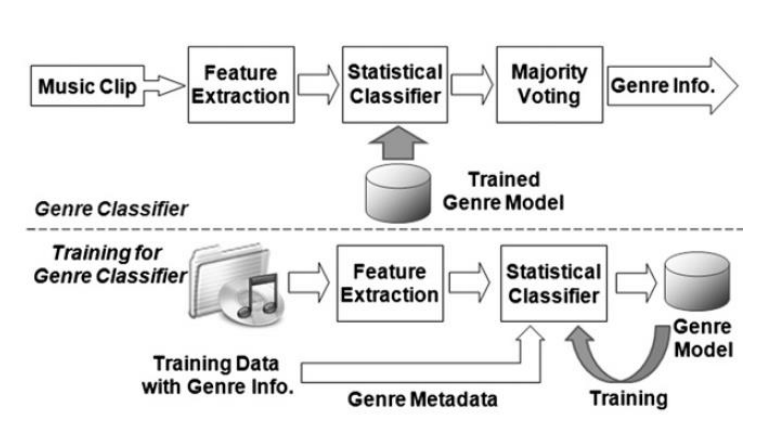 Music Clip
Feature
Extraction
Statistical
Classifier
Majority
Voting
Genre Info.
Trained
Genre Model
Genre Classifier
Training for
Genre Classifier
Feature
Extraction
Statistical
Classifier
Genre
Model
Training Data
with Genre Info.
Genre Metadata
Training